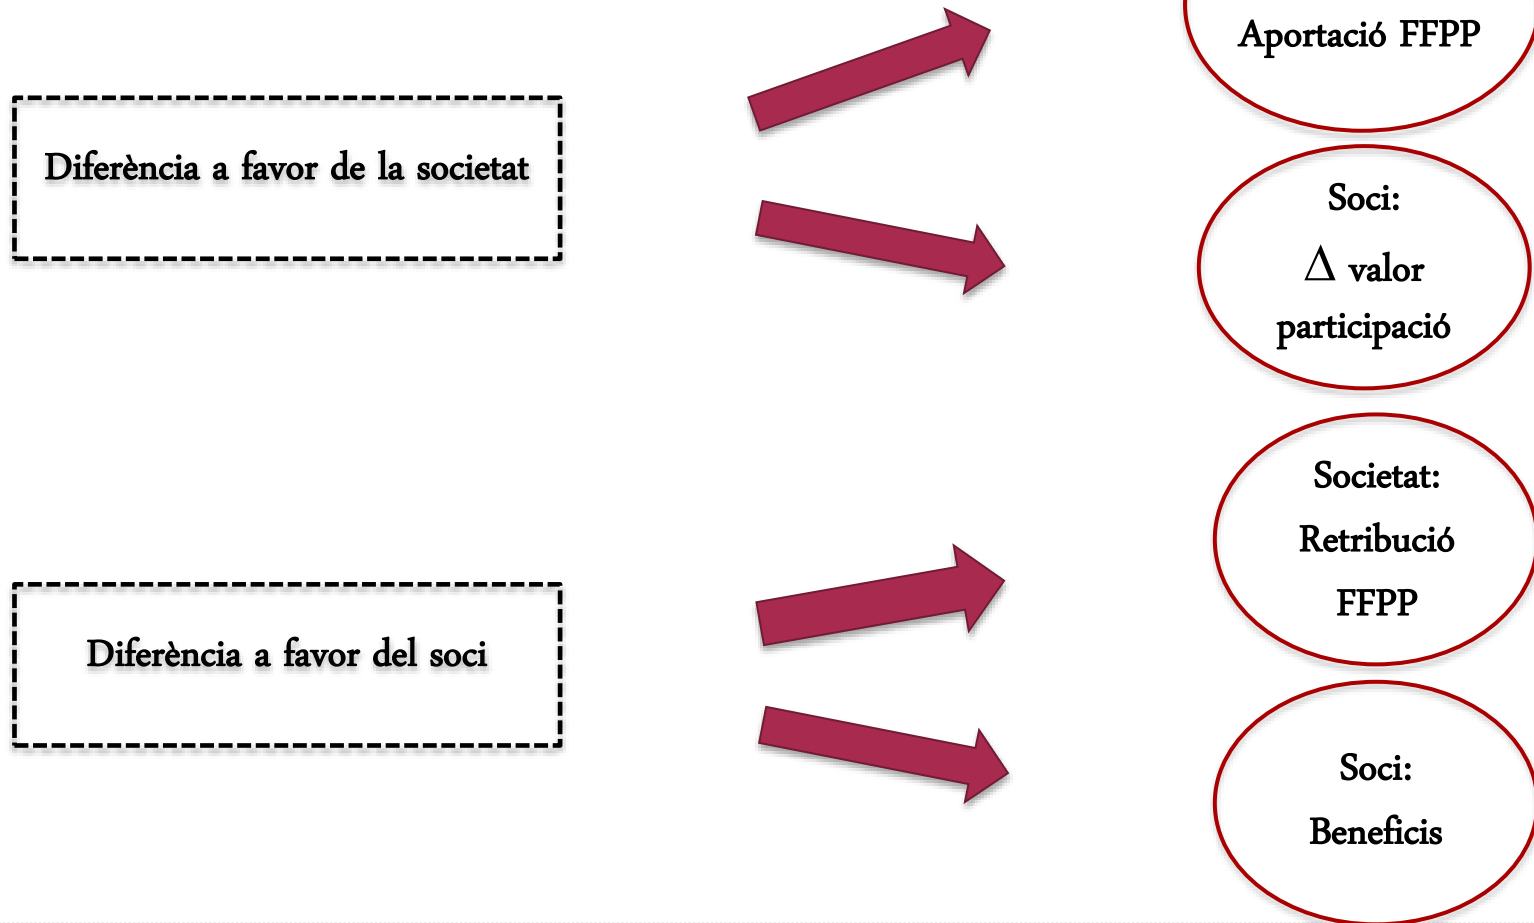 Aportació FFPP
Diferència a favor de la societat
Soci:
Δ valor
participació
Societat:
Retribució
FFPP
Diferència a favor del soci
Soci:
Beneficis